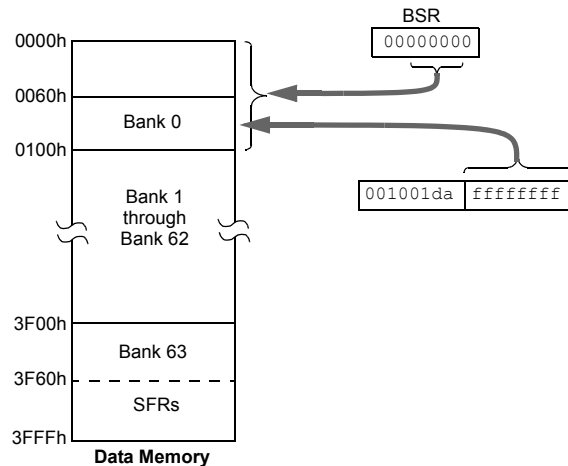 BSR
00000000
0000h
0060h
Bank 0
0100h
001001da ffffffff
Bank 1
through
Bank 62
3F00h
Bank 63
3F60h
SFRs
3FFFh
Data Memory